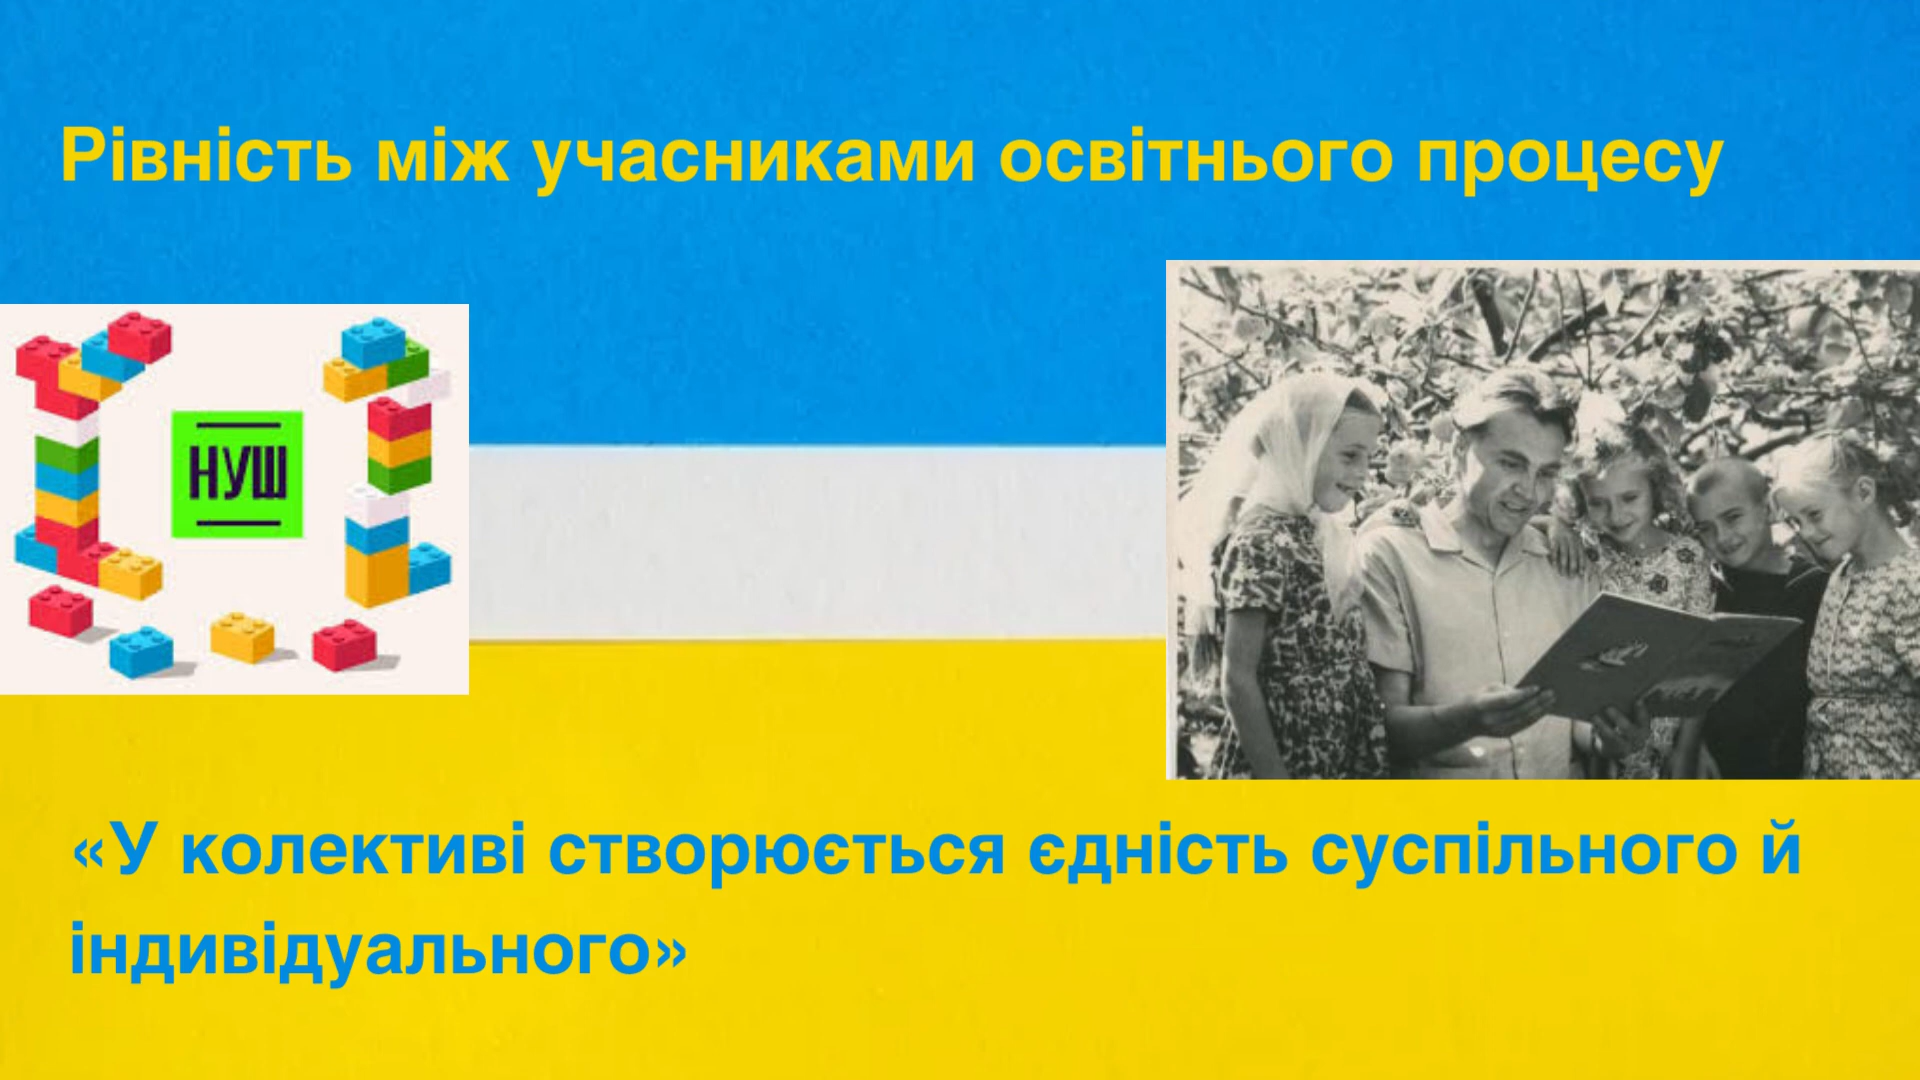 Рівність між учасниками освітнього процесу
НУШ
«У колективі створюється єдність суспільного й
індивідуального»